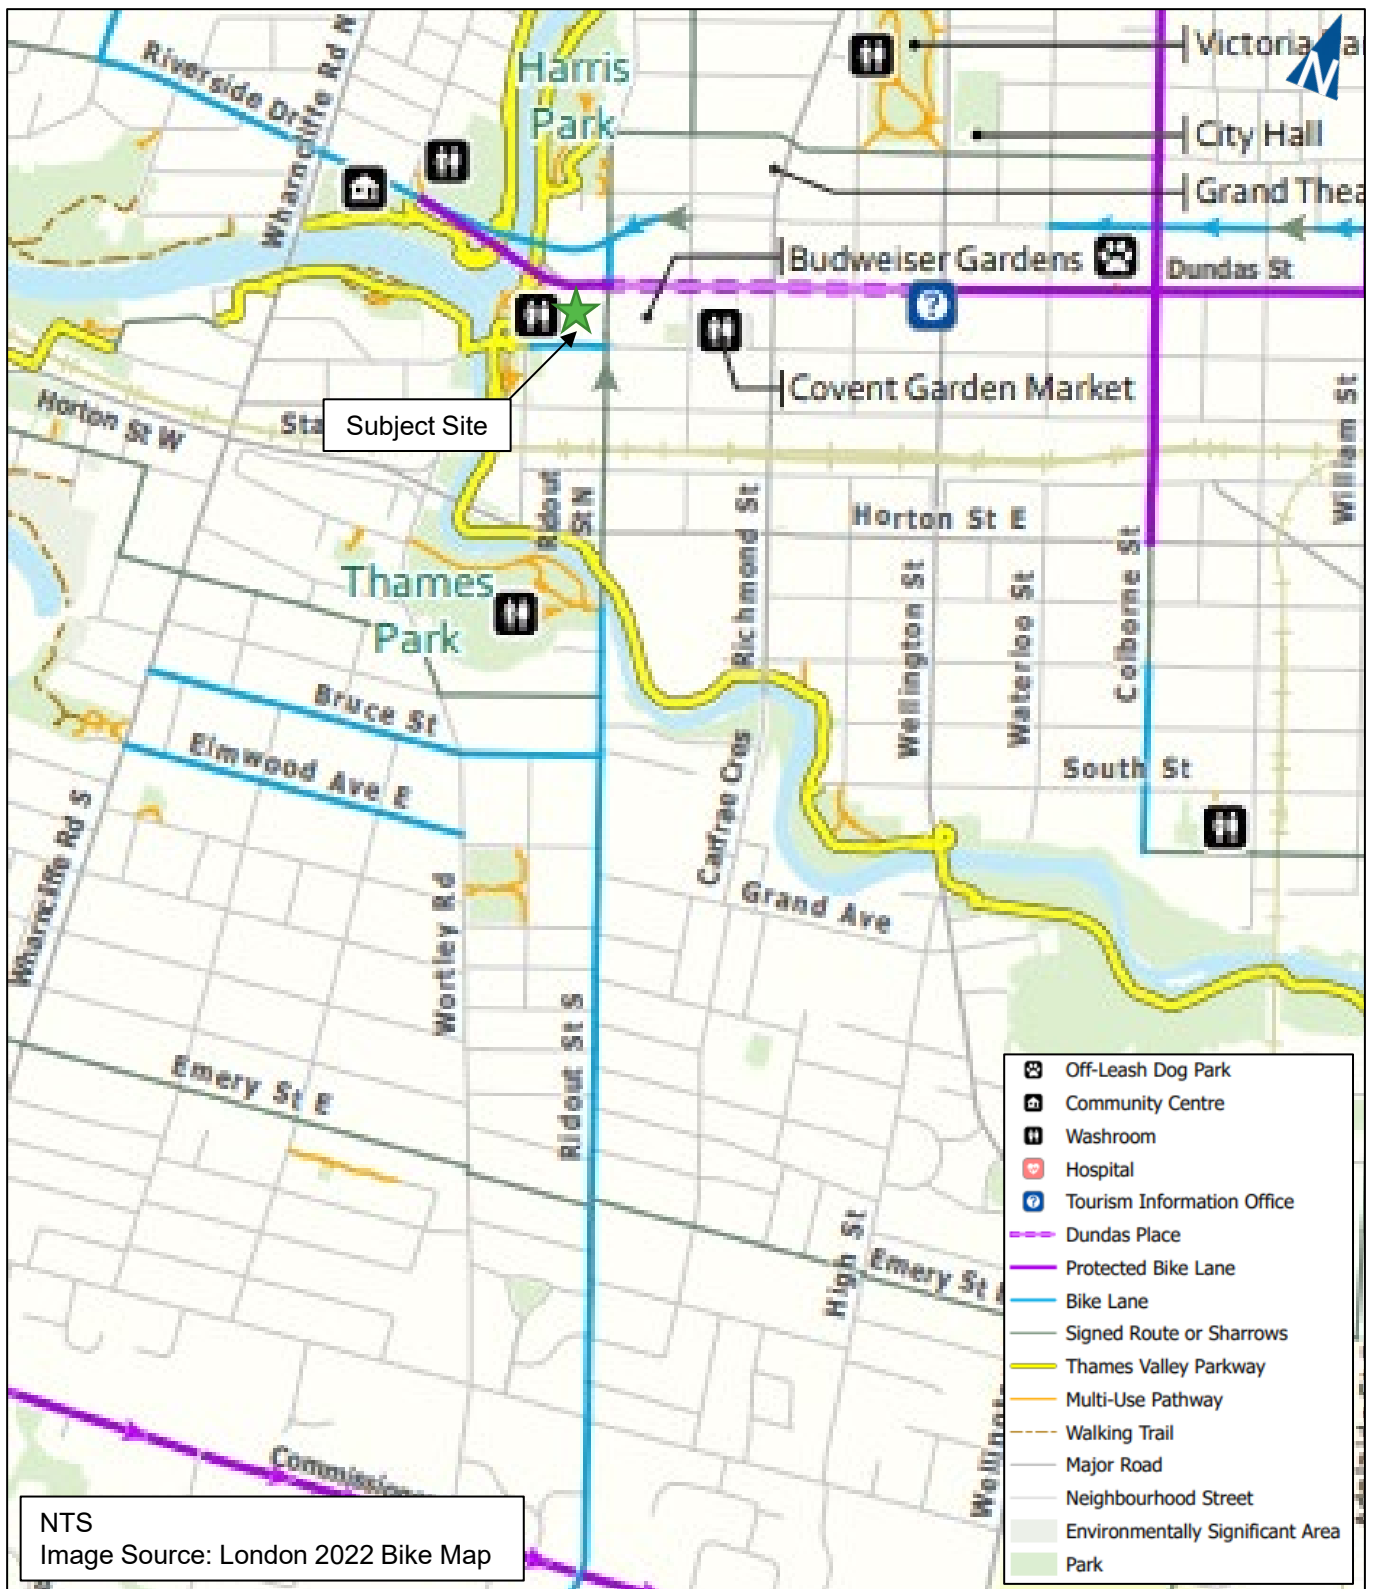 Victoria
N
Harris
Park
Riverside Dr
Wharncliffe Rd N
City Hall
Grand Thea
Budweiser Gardens
Dundas St
Covent Garden Market
Horton St W
Sta
Subject Site
Ridout
St N
Richmond St
Horton St E
William St
Thames
Park
Wellington St
Waterloo St
Colborne St
Bruce St
Elmwood Ave E
South St
Wharncliffe Rd S
Carfrae Cres
Grand Ave
Wortley Rd
Ridout St S
Emery St E
High St
Emery St E
Commissione
Wellingt
Off-Leash Dog Park
Community Centre
Washroom
Hospital
Tourism Information Office
Dundas Place
Protected Bike Lane
Bike Lane
Signed Route or Sharrows
Thames Valley Parkway
Multi-Use Pathway
Walking Trail
Major Road
Neighbourhood Street
Environmentally Significant Area
Park
NTS
Image Source: London 2022 Bike Map